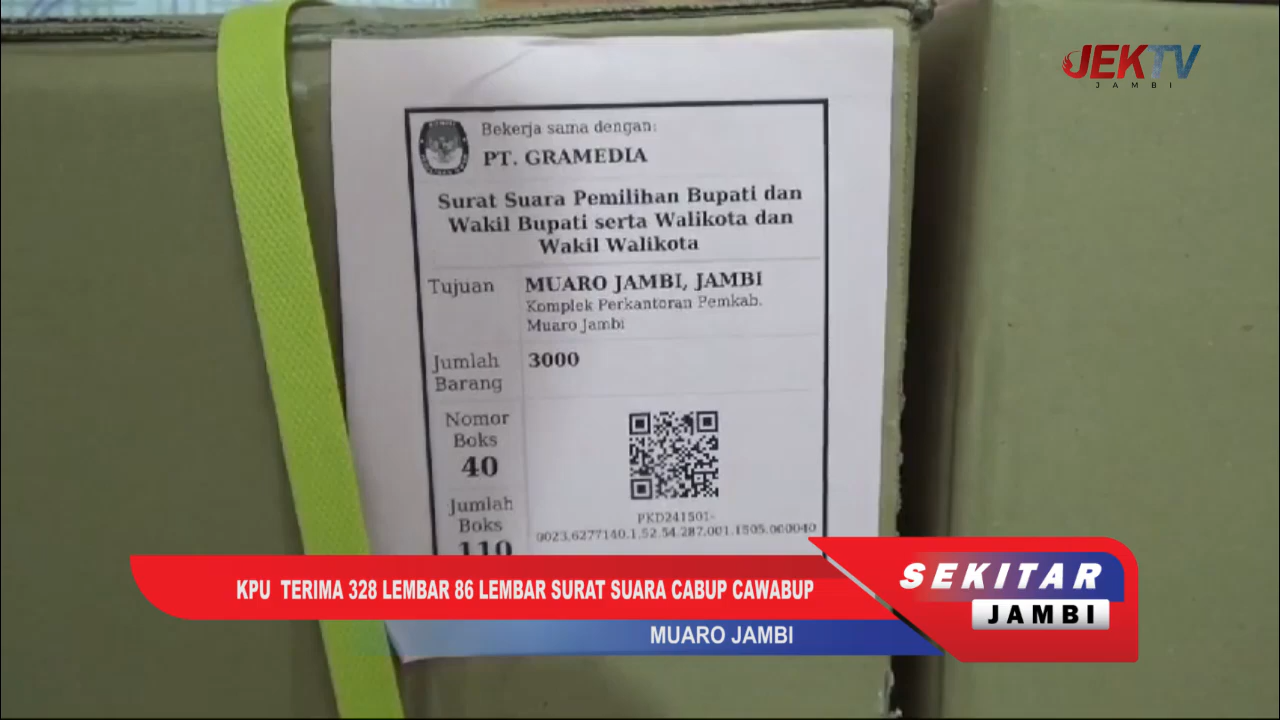 JEKTV
JAMBI
Bekerja sama dengan:
PT. GRAMEDIA
Surat Suara Pemilihan Bupati dan
Wakil Bupati serta Walikota dan
Wakil Walikota
Tujuan MUARO JAMBI, JAMBI
Komplek Perkantoran Pemkab.
Muaro Jambi
Jumlah Barang 3000
Nomor
Boks
40
Jumlah
Boks
110
PKD241501-
0023.6277140.1.52.54.287.001.1505.000040
KPU TERIMA 328 LEMBAR 86 LEMBAR SURAT SUARA CABUP CAWABUP
MUARO JAMBI
SEKITAR
JAMBI